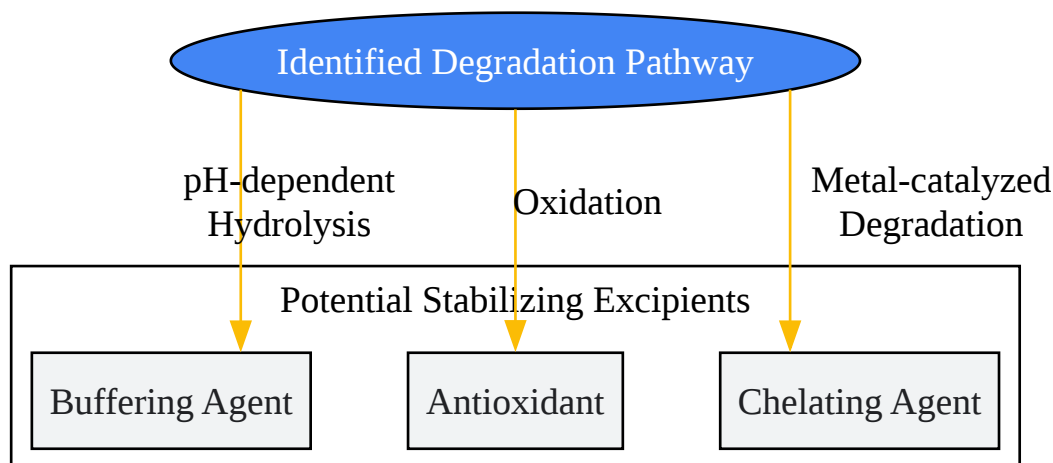 Identified Degradation Pathway
pH-dependent
Hydrolysis
Oxidation
Metal-catalyzed
Degradation
Potential Stabilizing Excipients
Buffering Agent
Antioxidant
Chelating Agent